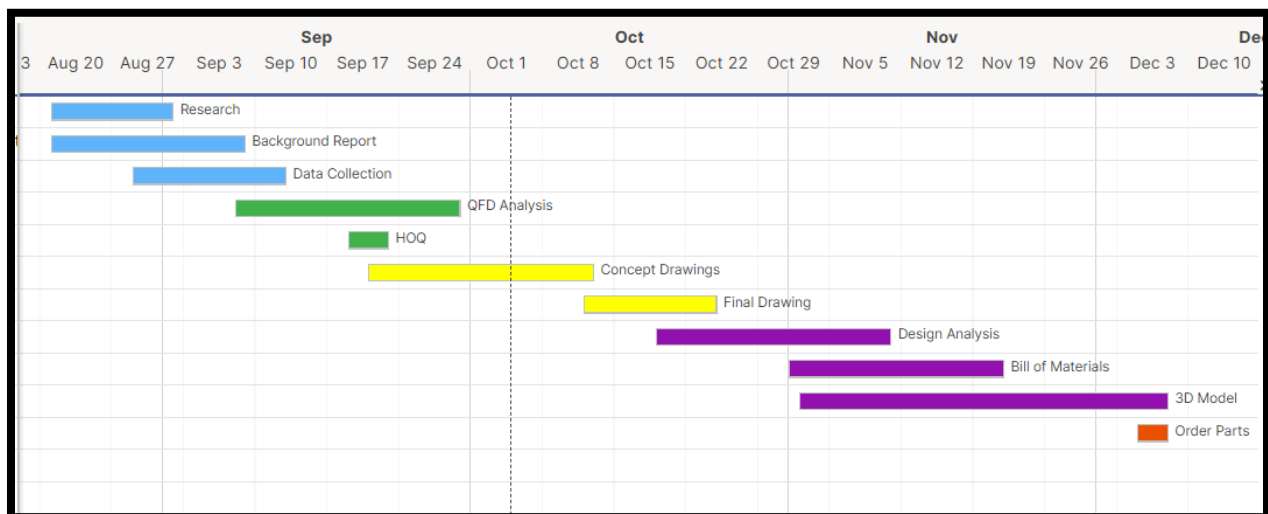 Sep Oct Nov De
3 Aug 20 Aug 27 Sep 3 Sep 10 Sep 17 Sep 24 Oct 1 Oct 8 Oct 15 Oct 22 Oct 29 Nov 5 Nov 12 Nov 19 Nov 26 Dec 3 Dec 10
Research
Background Report
Data Collection
QFD Analysis
HOQ
Concept Drawings
Final Drawing
Design Analysis
Bill of Materials
3D Model
Order Parts